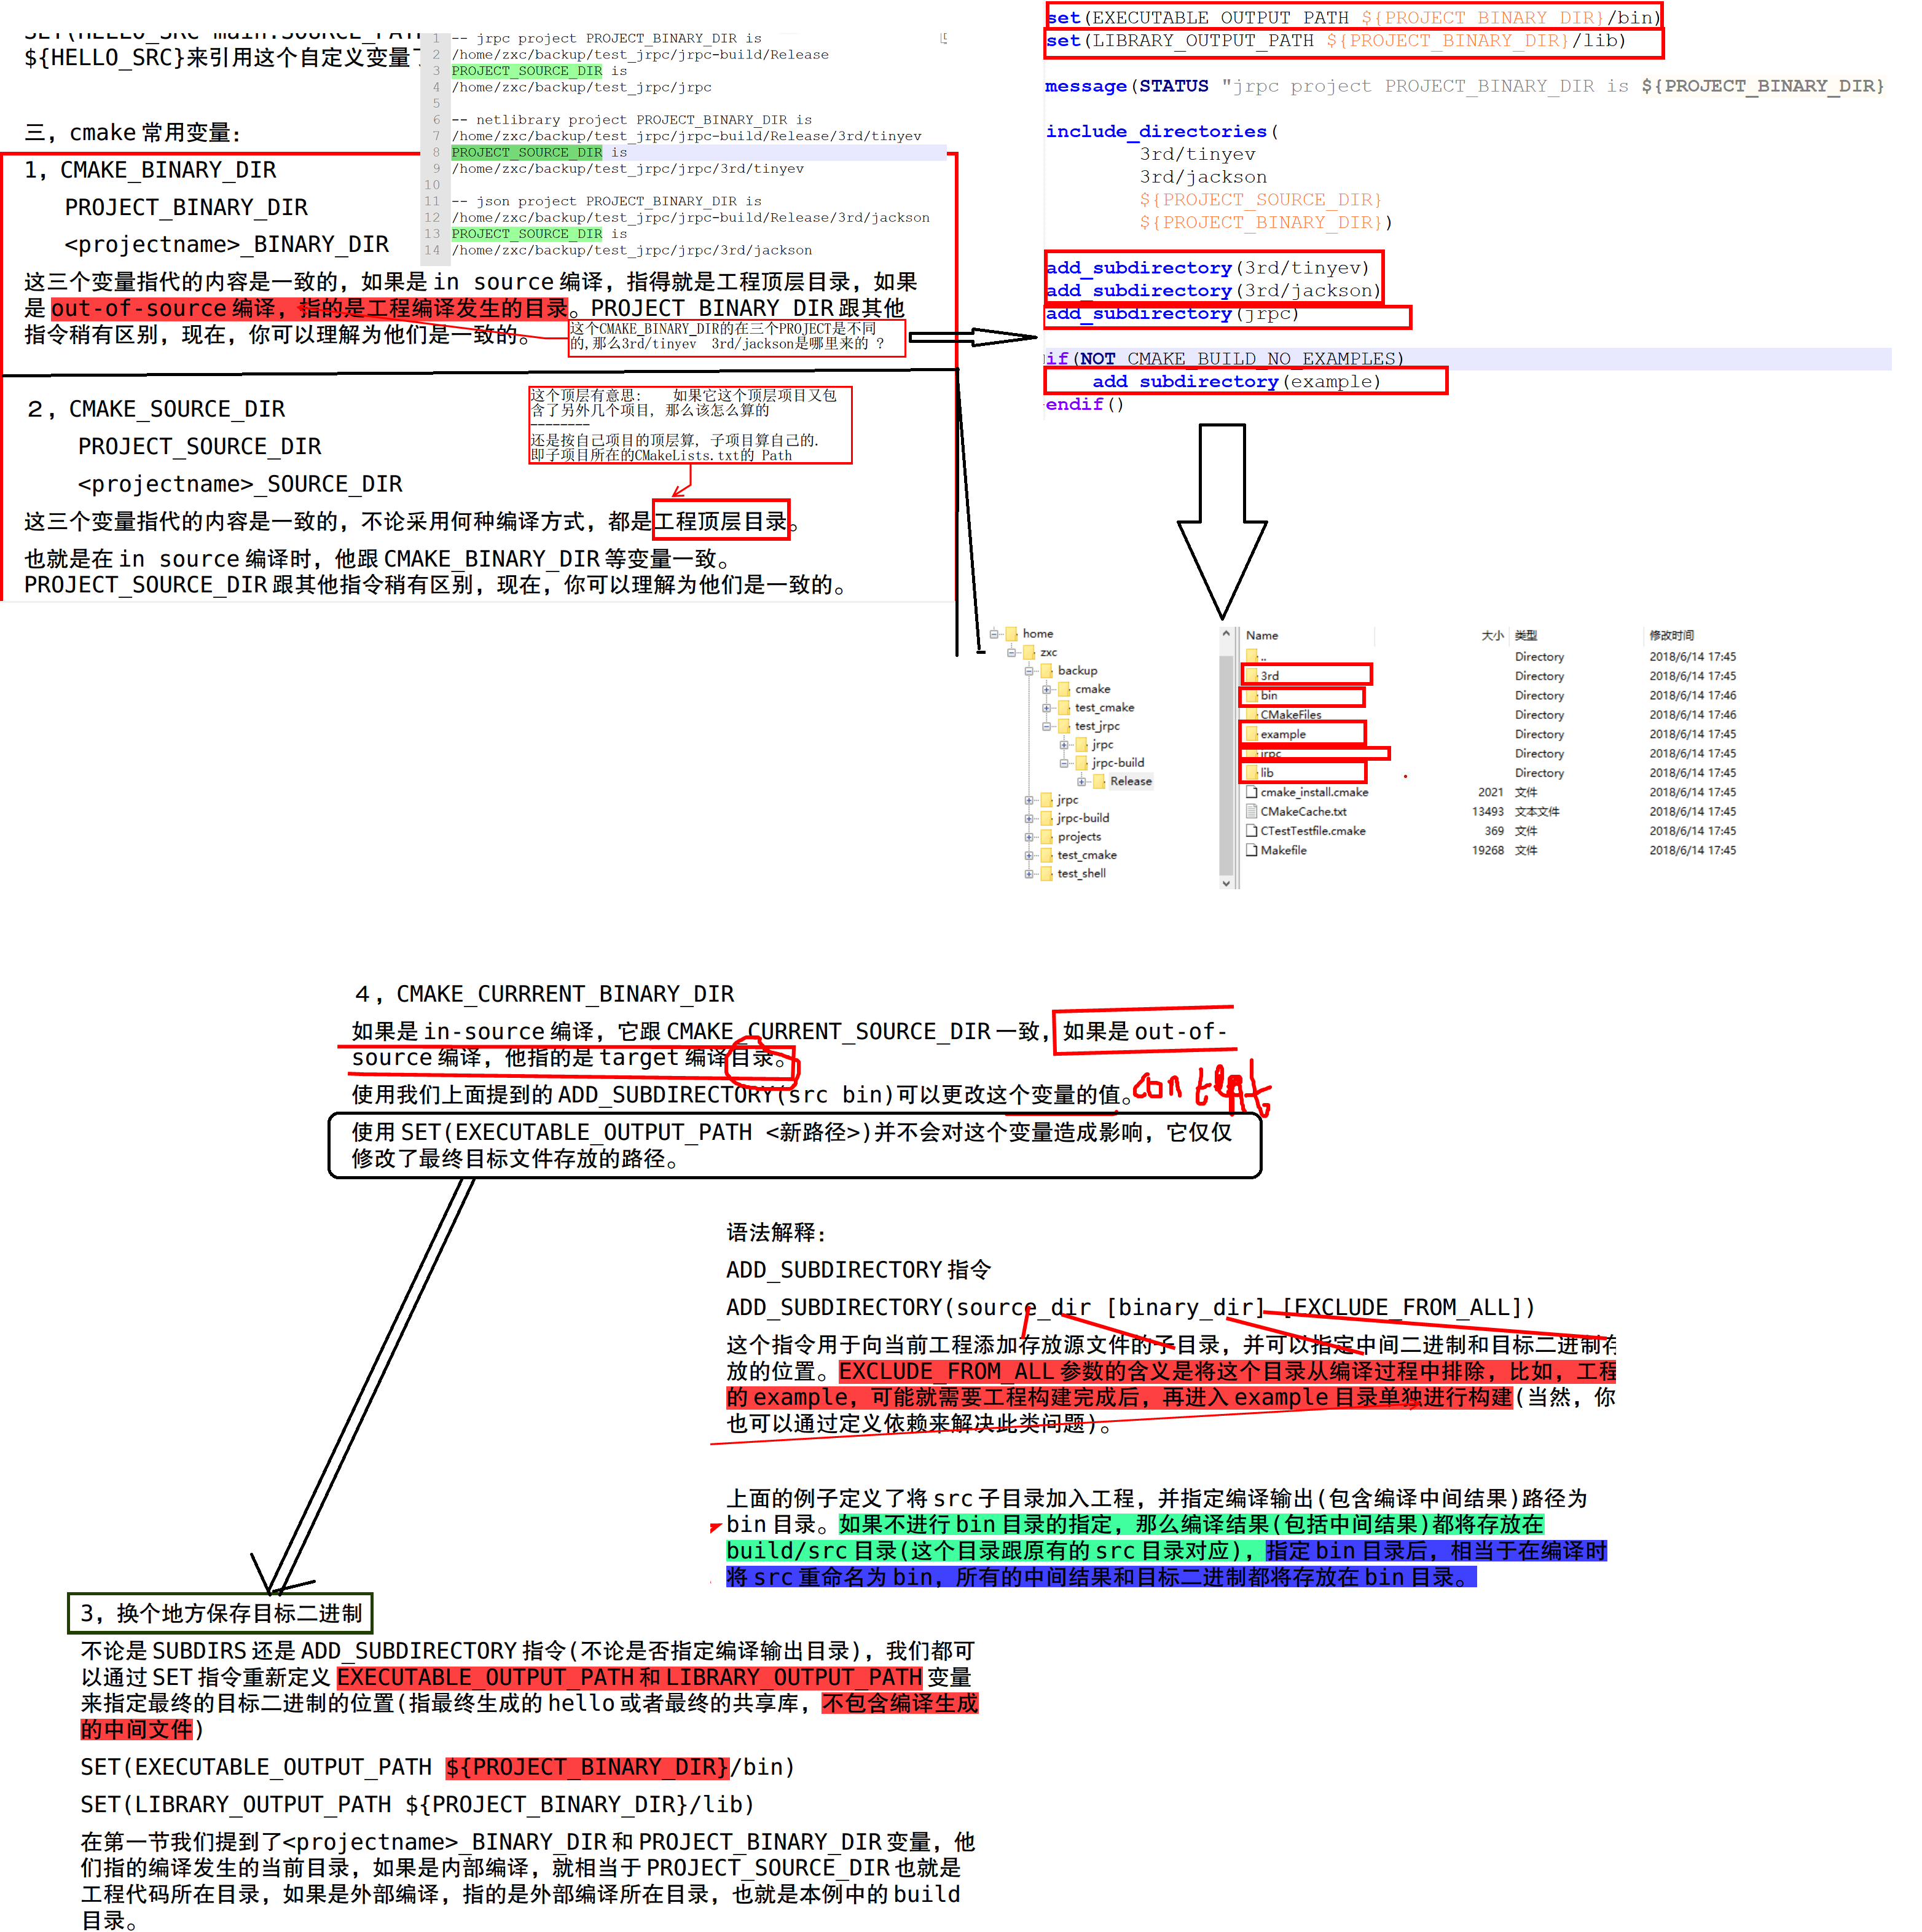 ${HELLO_SRC}来引用这个自定义变量
三，cmake 常用变量：
1，CMAKE_BINARY_DIR
PROJECT_BINARY_DIR
<projectname>_BINARY_DIR
这三个变量指代的内容是一致的，如果是 in source 编译，指得就是工程顶层目录，如果
是 out-of-source 编译，指的是工程编译发生的目录。PROJECT_BINARY_DIR 跟其他
指令稍有区别，现在，你可以理解为他们是一致的。
这个CMAKE_BINARY_DIR的在三个PROJECT是不同
的,那么3rd/tinyev 3rd/jackson是哪里来的 ?
1 -- jrpc project PROJECT_BINARY_DIR is
2 /home/zxc/backup/test_jrpc/jrpc-build/Release
3 PROJECT_SOURCE_DIR is
4 /home/zxc/backup/test_jrpc/jrpc
5
6 -- netlibrary project PROJECT_BINARY_DIR is
7 /home/zxc/backup/test_jrpc/jrpc-build/Release/3rd/tinyev
8 PROJECT_SOURCE_DIR is
9 /home/zxc/backup/test_jrpc/jrpc/3rd/tinyev
10
11 -- json project PROJECT_BINARY_DIR is
12 /home/zxc/backup/test_jrpc/jrpc-build/Release/3rd/jackson
13 PROJECT_SOURCE_DIR is
14 /home/zxc/backup/test_jrpc/jrpc/3rd/jackson
2，CMAKE_SOURCE_DIR
PROJECT_SOURCE_DIR
<projectname>_SOURCE_DIR
这个顶层有意思: 如果它这个顶层项目又包
含了另外几个项目, 那么该怎么算的
--------
还是按自己项目的顶层算, 子项目算自己的.
即子项目所在的CMakeLists.txt的 Path
这三个变量指代的内容是一致的，不论采用何种编译方式，都是工程顶层目录。
也就是在 in source 编译时，他跟 CMAKE_BINARY_DIR 等变量一致。
PROJECT_SOURCE_DIR 跟其他指令稍有区别，现在，你可以理解为他们是一致的。
set(EXECUTABLE_OUTPUT_PATH ${PROJECT_BINARY_DIR}/bin)
set(LIBRARY_OUTPUT_PATH ${PROJECT_BINARY_DIR}/lib)
message(STATUS "jrpc project PROJECT_BINARY_DIR is ${PROJECT_BINARY_DIR}
include_directories(
3rd/tinyev
3rd/jackson
${PROJECT_SOURCE_DIR}
${PROJECT_BINARY_DIR})
add_subdirectory(3rd/tinyev)
add_subdirectory(3rd/jackson)
add_subdirectory(jrpc)
if(NOT CMAKE_BUILD_NO_EXAMPLES)
add_subdirectory(example)
endif()
home
zxc
backup
cmake
test_cmake
test_jrpc
jrpc
jrpc-build
Release
jrpc
jrpc-build
projects
test_cmake
test_shell
Name 大小 类型 修改时间
.. Directory 2018/6/14 17:45
3rd Directory 2018/6/14 17:45
bin Directory 2018/6/14 17:46
CMakeFiles Directory 2018/6/14 17:46
example Directory 2018/6/14 17:45
jrpc Directory 2018/6/14 17:45
lib Directory 2018/6/14 17:45
cmake_install.cmake 2021 文件 2018/6/14 17:45
CMakeCache.txt 13493 文本文件 2018/6/14 17:45
CTestTestfile.cmake 369 文件 2018/6/14 17:45
Makefile 19268 文件 2018/6/14 17:45
4，CMAKE_CURRRENT_BINARY_DIR
如果是 in-source 编译，它跟 CMAKE_CURRENT_SOURCE_DIR 一致，如果是 out-of-
source 编译，他指的是 target 编译目录。
使用我们上面提到的 ADD_SUBDIRECTORY(src bin)可以更改这个变量的值。
使用 SET(EXECUTABLE_OUTPUT_PATH <新路径>)并不会对这个变量造成影响，它仅仅
修改了最终目标文件存放的路径。
语法解释：
ADD_SUBDIRECTORY 指令
ADD_SUBDIRECTORY(source_dir [binary_dir] [EXCLUDE_FROM_ALL])
这个指令用于向当前工程添加存放源文件的子目录，并可以指定中间二进制和目标二进制存
放的位置。EXCLUDE_FROM_ALL 参数的含义是将这个目录从编译过程中排除，比如，工程
的 example，可能就需要工程构建完成后，再进入 example 目录单独进行构建(当然，你
也可以通过定义依赖来解决此类问题)。
上面的例子定义了将 src 子目录加入工程，并指定编译输出(包含编译中间结果)路径为
bin 目录。如果不进行 bin 目录的指定，那么编译结果(包括中间结果)都将存放在
build/src 目录(这个目录跟原有的 src 目录对应)，指定 bin 目录后，相当于在编译时
将 src 重命名为 bin，所有的中间结果和目标二进制都将存放在 bin 目录。
3，换个地方保存目标二进制
不论是 SUBDIRS 还是 ADD_SUBDIRECTORY 指令(不论是否指定编译输出目录)，我们都可
以通过 SET 指令重新定义 EXECUTABLE_OUTPUT_PATH 和 LIBRARY_OUTPUT_PATH 变量
来指定最终的目标二进制的位置(指最终生成的 hello 或者最终的共享库，不包含编译生成
的中间文件)
SET(EXECUTABLE_OUTPUT_PATH ${PROJECT_BINARY_DIR}/bin)
SET(LIBRARY_OUTPUT_PATH ${PROJECT_BINARY_DIR}/lib)
在第一节我们提到了<projectname>_BINARY_DIR 和 PROJECT_BINARY_DIR 变量，他
们指的编译发生的当前目录，如果是内部编译，就相当于 PROJECT_SOURCE_DIR 也就是
工程代码所在目录，如果是外部编译，指的是外部编译所在目录，也就是本例中的 build
目录。